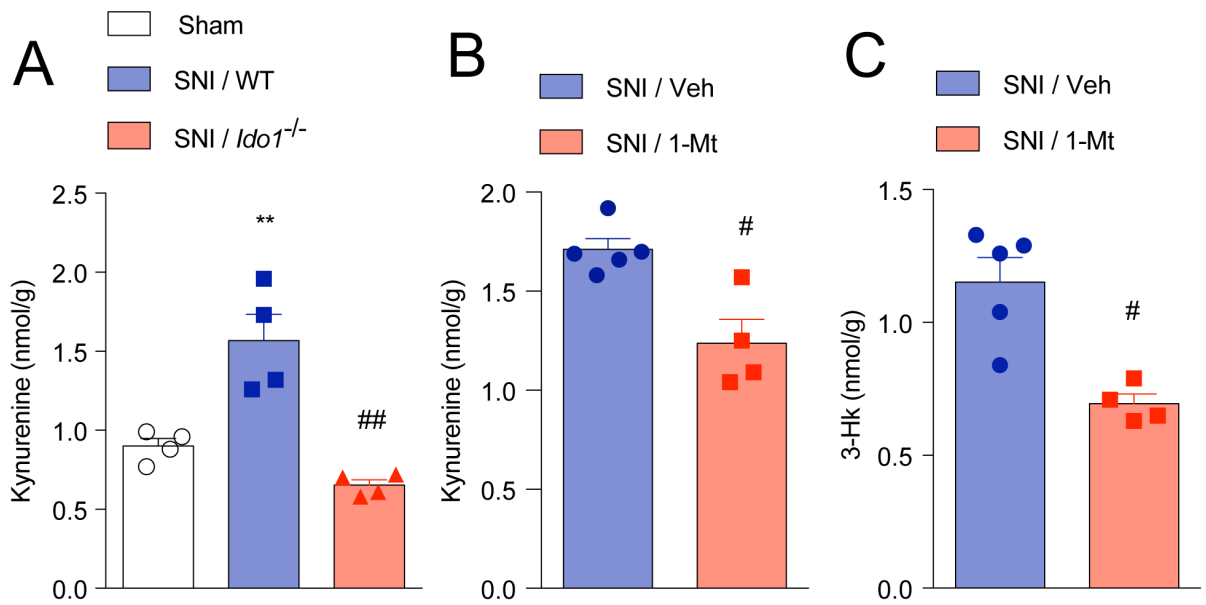 A
Sham
SNI / WT
SNI / Ido1-/-
Kynurenine (nmol/g)
2.5
2.0
1.5
1.0
0.5
0.0
**
##
B
SNI / Veh
SNI / 1-Mt
Kynurenine (nmol/g)
2.0
1.5
1.0
0.5
0.0
#
C
SNI / Veh
SNI / 1-Mt
3-Hk (nmol/g)
1.5
1.0
0.5
0.0
#